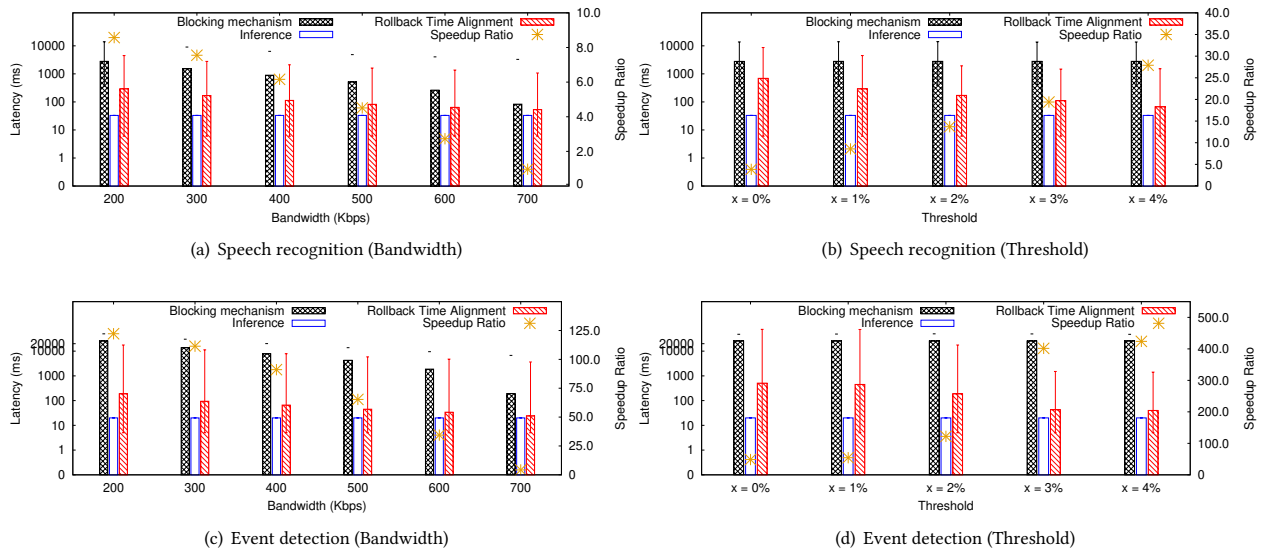 Blocking mechanism
Inference
Rollback Time Alignment
Speedup Ratio
Latency (ms)
10000
1000
100
10
1
0
10.0
8.0
6.0
4.0
2.0
0
Speedup Ratio
200 300 400 500 600 700
Bandwidth (Kbps)
(a) Speech recognition (Bandwidth)
Blocking mechanism
Inference
Rollback Time Alignment
Speedup Ratio
Latency (ms)
10000
1000
100
10
1
0
40.0
35.0
30.0
25.0
20.0
15.0
10.0
5.0
0
Speedup Ratio
x = 0% x = 1% x = 2% x = 3% x = 4%
Threshold
(b) Speech recognition (Threshold)
Blocking mechanism
Inference
Rollback Time Alignment
Speedup Ratio
Latency (ms)
20000
10000
1000
100
10
1
0
125.0
100.0
75.0
50.0
25.0
0
Speedup Ratio
200 300 400 500 600 700
Bandwidth (Kbps)
(c) Event detection (Bandwidth)
Blocking mechanism
Inference
Rollback Time Alignment
Speedup Ratio
Latency (ms)
20000
10000
1000
100
10
1
0
500.0
400.0
300.0
200.0
100.0
0
Speedup Ratio
x = 0% x = 1% x = 2% x = 3% x = 4%
Threshold
(d) Event detection (Threshold)